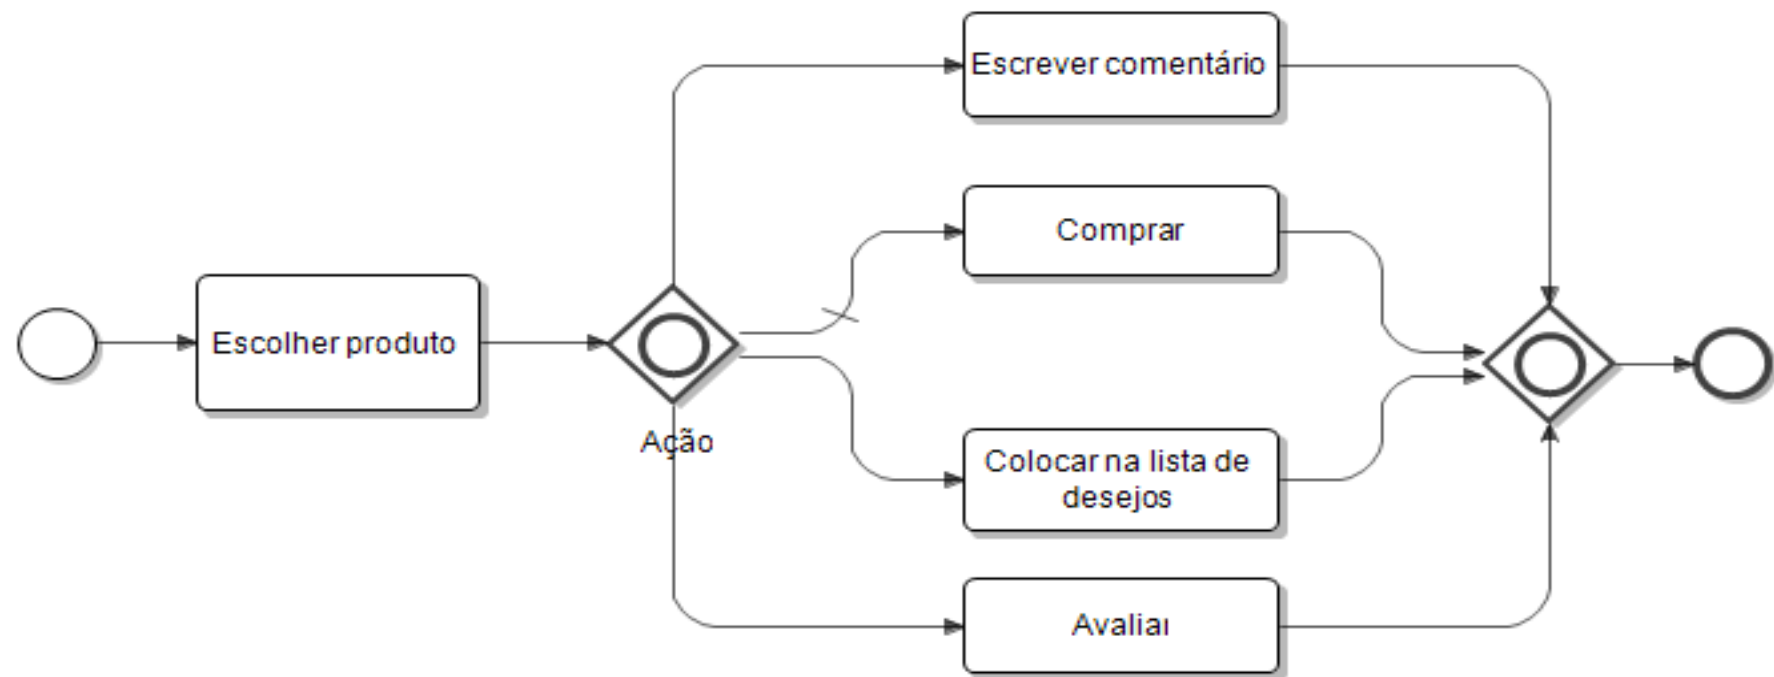 Escrever comentário
Comprar
Escolher produto
Ação
Colocar na lista de
desejos
Avaliar